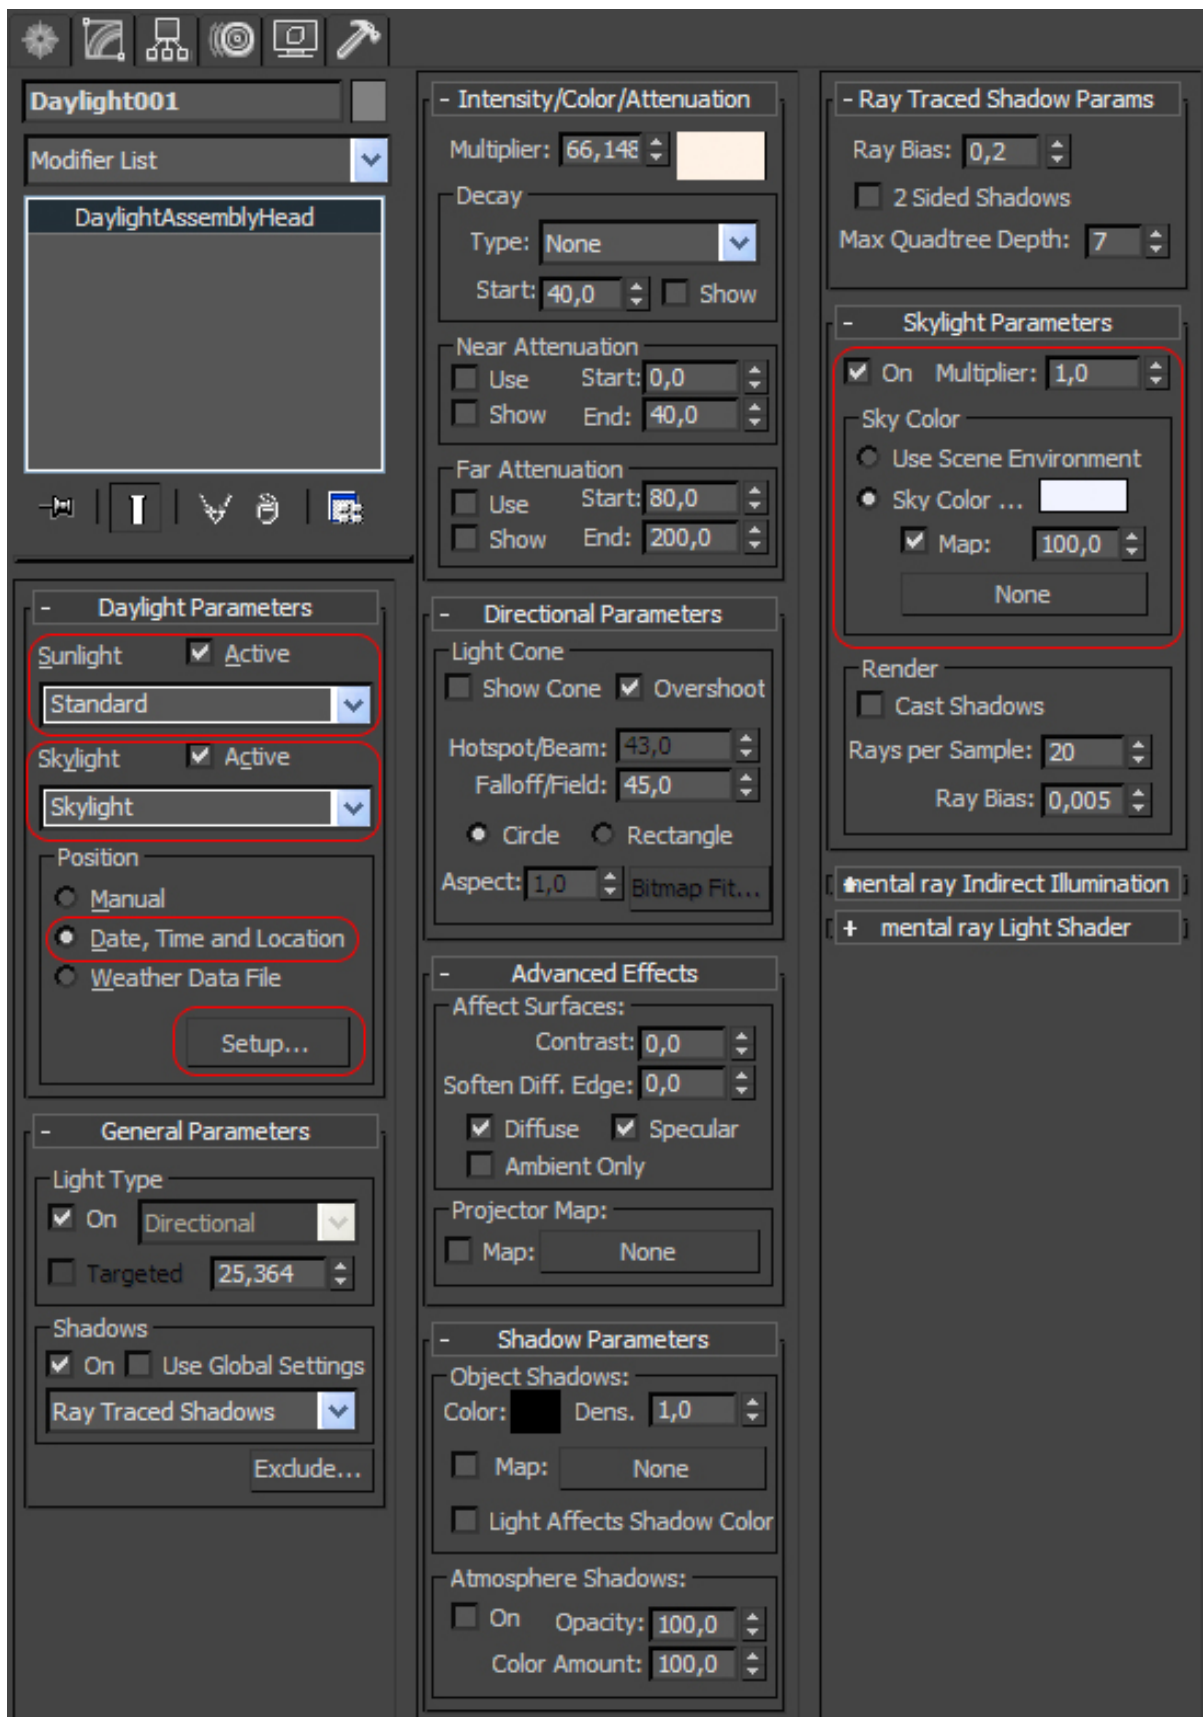 Daylight001
Modifier List
DaylightAssemblyHead
- Daylight Parameters
Sunlight Active
Standard
Skylight Active
Skylight
Position
Manual
Date, Time and Location
Weather Data File
Setup...
- General Parameters
Light Type
On Directional
Targeted 25,364
Shadows
On Use Global Settings
Ray Traced Shadows
Exclude...
- Intensity/Color/Attenuation
Multiplier: 66,148
Decay
Type: None
Start: 40,0 Show
Near Attenuation
Use Start: 0,0
Show End: 40,0
Far Attenuation
Use Start: 80,0
Show End: 200,0
- Directional Parameters
Light Cone
Show Cone Overshoot
Hotspot/Beam: 43,0
Falloff/Field: 45,0
Circle Rectangle
Aspect: 1,0 Bitmap Fit...
- Advanced Effects
Affect Surfaces:
Contrast: 0,0
Soften Diff. Edge: 0,0
Diffuse Specular
Ambient Only
Projector Map:
Map: None
- Shadow Parameters
Object Shadows:
Color: Dens. 1,0
Map: None
Light Affects Shadow Color
Atmosphere Shadows:
On Opacity: 100,0
Color Amount: 100,0
- Ray Traced Shadow Params
Ray Bias: 0,2
2 Sided Shadows
Max Quadtree Depth: 7
- Skylight Parameters
On Multiplier: 1,0
Sky Color
Use Scene Environment
Sky Color ...
Map: 100,0
None
Render
Cast Shadows
Rays per Sample: 20
Ray Bias: 0,005
+ mental ray Indirect Illumination
+ mental ray Light Shader